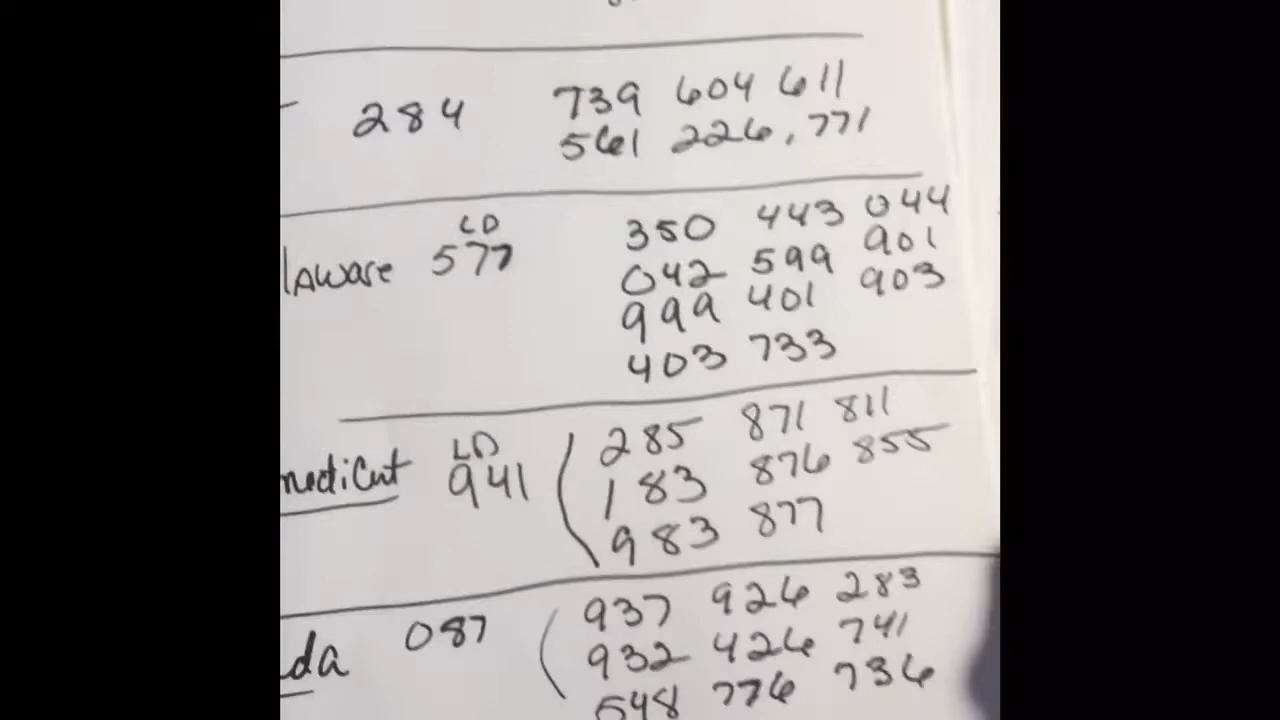 284 739 604 611
561 226, 771
LD
laware 577 350 443 044
042 599 901
999 401 903
403 733
LD
necticut 941 ( 285 871 811
183 876 855
983 877
da 087 ( 937 926 283
932 426 741
548 776 736